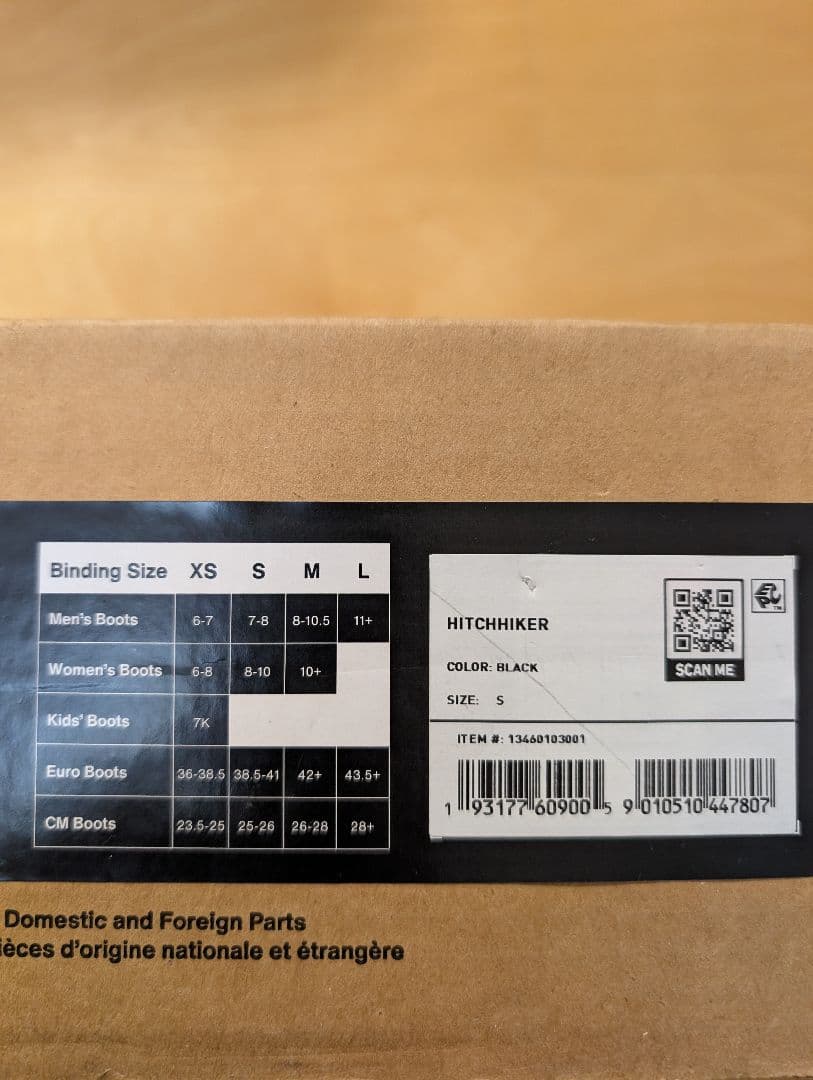 Binding Size XS S M L
Men's Boots 6-7 7-8 8-10.5 11+
Women's Boots 6-8 8-10 10+
Kids' Boots 7K
Euro Boots 36-38.5 38.5-41 42+ 43.5+
CM Boots 23.5-25 25-26 26-28 28+
HITCHHIKER
COLOR: BLACK
SIZE: S
SCAN ME
TM
ITEM #: 13460103001
1 93177 60900 5 9 010510 447807
Domestic and Foreign Parts
ièces d'origine nationale et étrangère